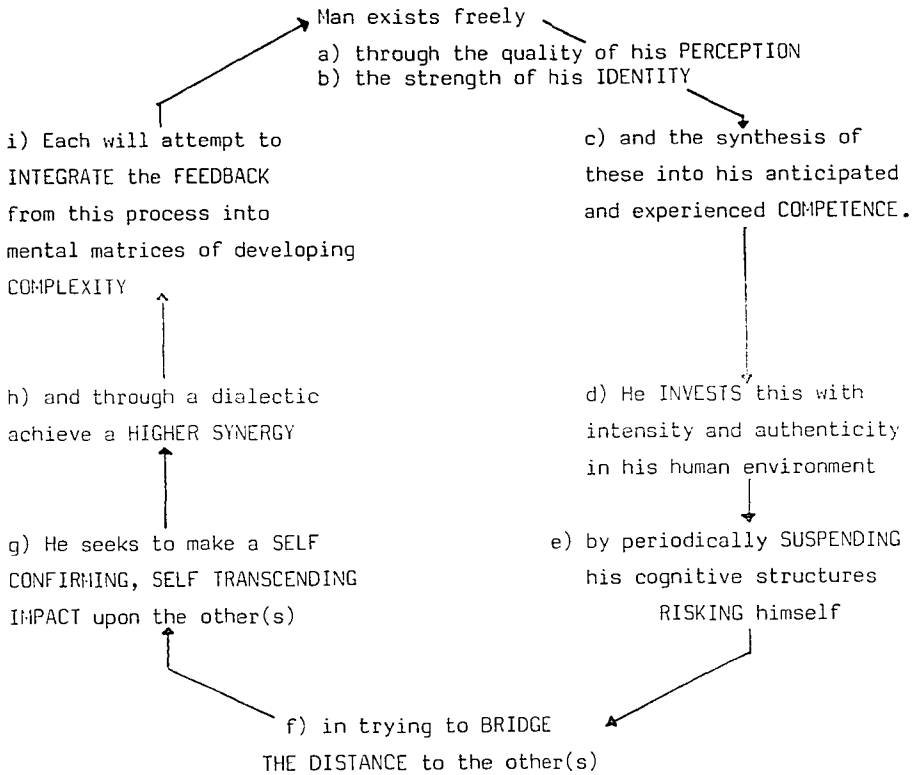 Man exists freely
a) through the quality of his PERCEPTION
b) the strength of his IDENTITY
c) and the synthesis of
these into his anticipated
and experienced COMPETENCE.
d) He INVESTS this with
intensity and authenticity
in his human environment
e) by periodically SUSPENDING
his cognitive structures
RISKING himself
f) in trying to BRIDGE
THE DISTANCE to the other(s)
g) He seeks to make a SELF
CONFIRMING, SELF TRANSCENDING
IMPACT upon the other(s)
h) and through a dialectic
achieve a HIGHER SYNERGY
i) Each will attempt to
INTEGRATE the FEEDBACK
from this process into
mental matrices of developing
COMPLEXITY